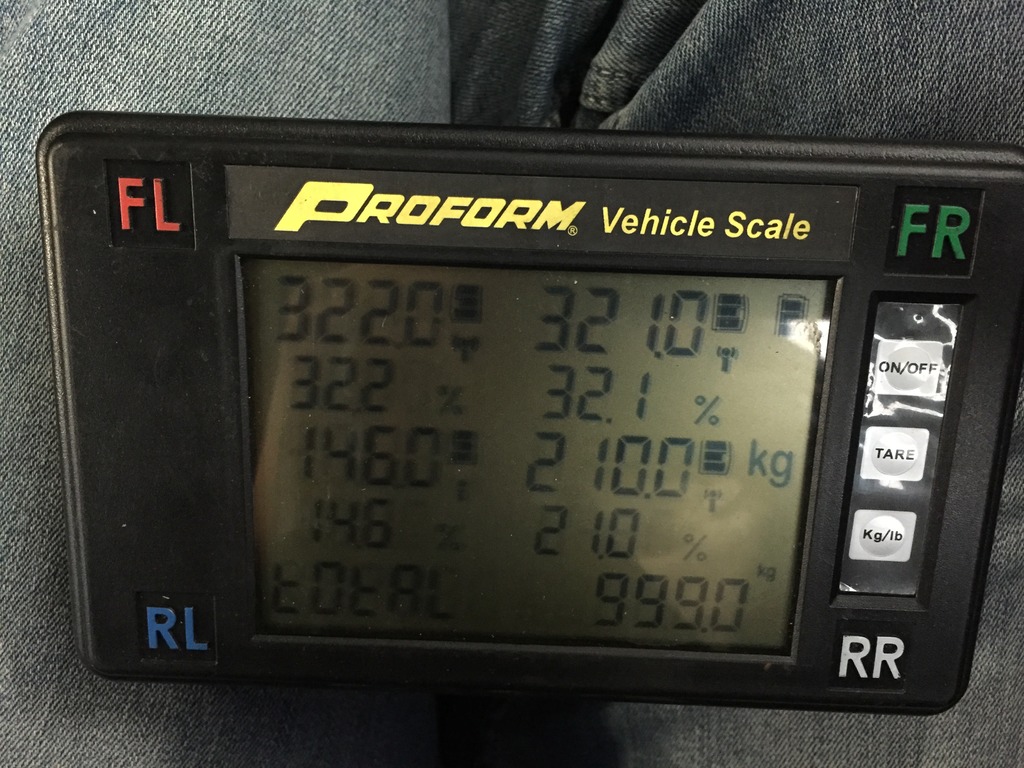 FL PROFORM® Vehicle Scale FR
322.0 321.0
ON/OFF
32.2 % 32.1 %
146.0 210.0 kg
TARE
14.6 % 21.0 %
Kg/lb
totAL 999.0 kg
RL RR